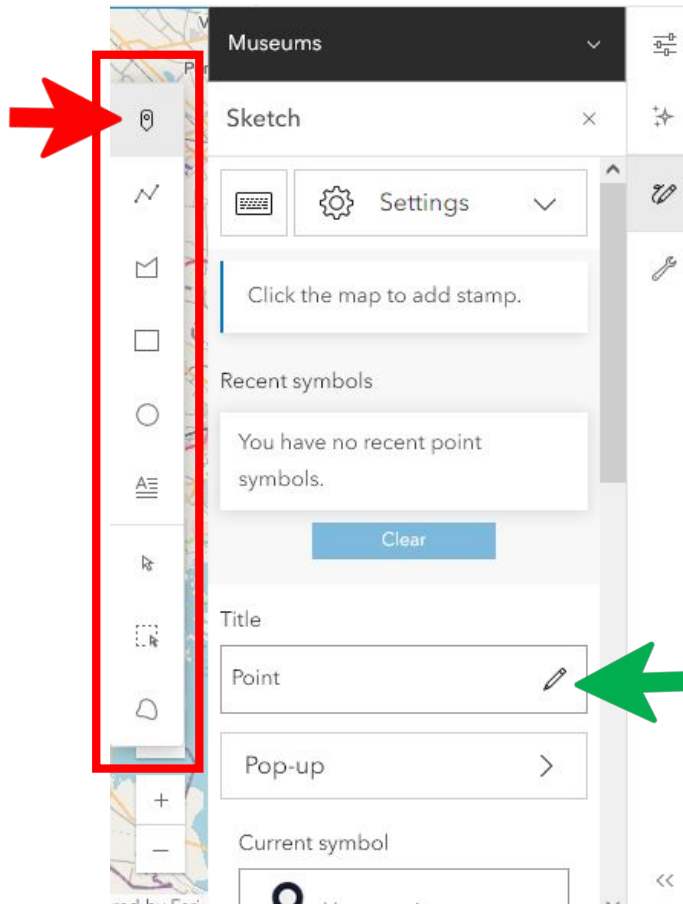 Museums
Sketch
Settings
Click the map to add stamp.
Recent symbols
You have no recent point
symbols.
Clear
Title
Point
Pop-up
Current symbol